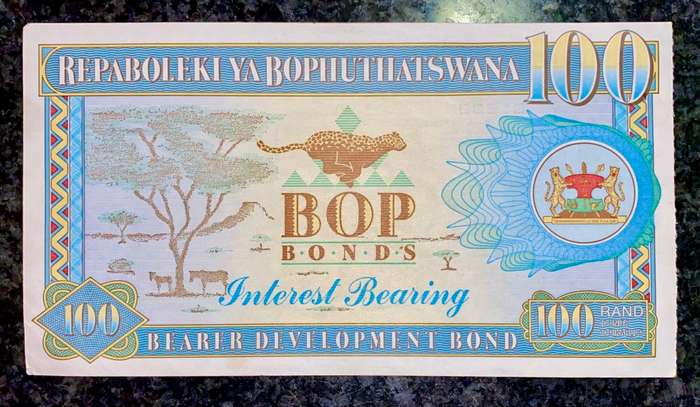 REPABOLEKI YA BOPHUTHATSWANA
100
BOP
BONDS
Interest Bearing
100
100
RAND
BEARER DEVELOPMENT BOND